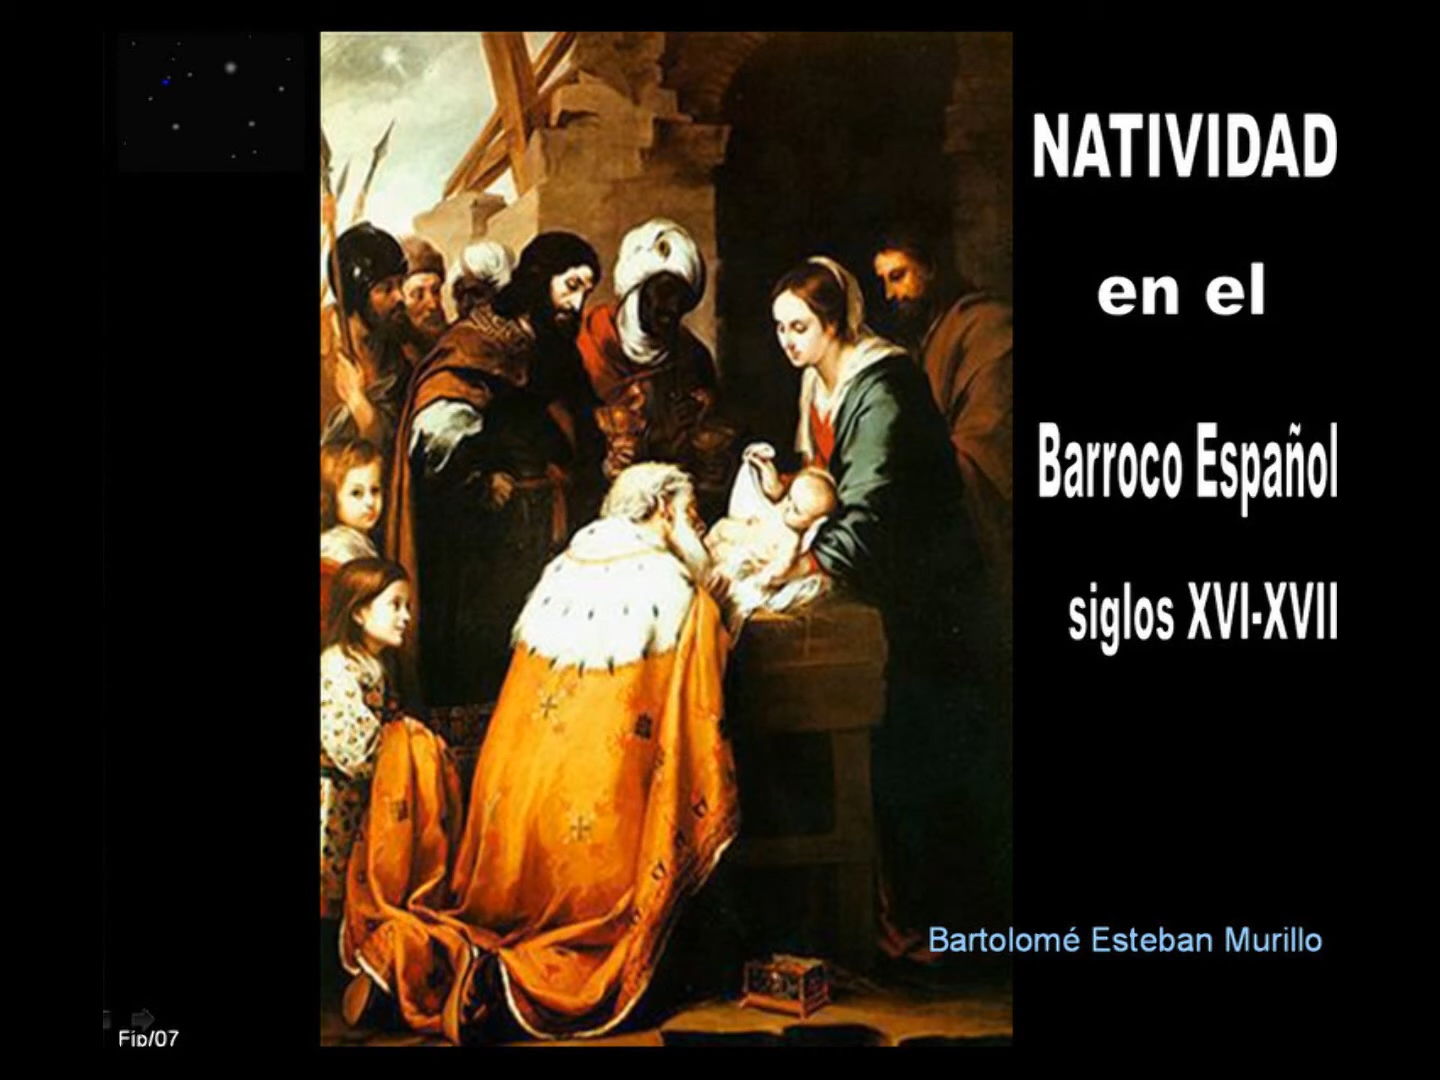 NATIVIDAD
en el
Barroco Español
siglos XVI-XVII
Bartolomé Esteban Murillo
Fip/07